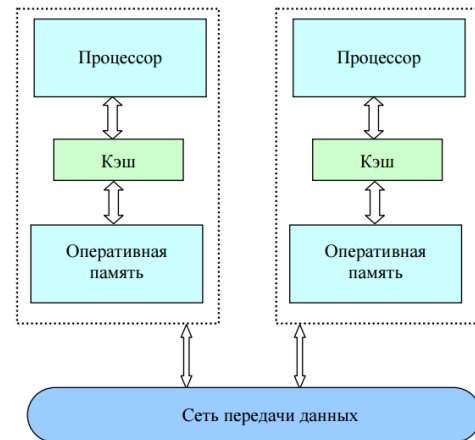 Процессор
Кэш
Оперативная
память
Процессор
Кэш
Оперативная
память
Сеть передачи данных